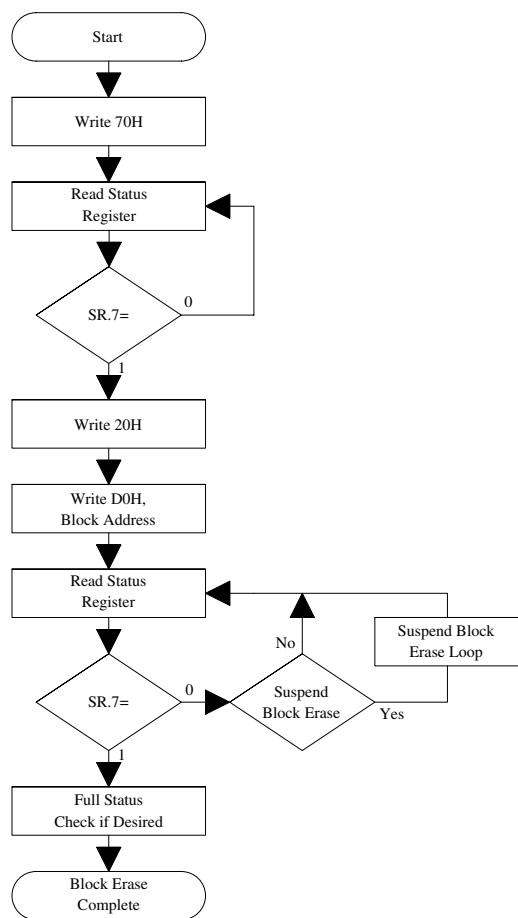 Start
Write 70H
Read Status
Register
SR.7=
0
1
Write 20H
Write D0H,
Block Address
Read Status
Register
SR.7=
0
1
Suspend
Block Erase
No
Yes
Suspend Block
Erase Loop
Full Status
Check if Desired
Block Erase
Complete